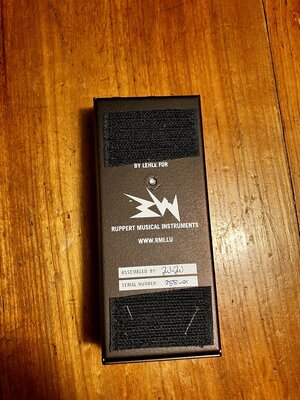 BY LEHLE FOR
RUPPERT MUSICAL INSTRUMENTS
WWW.RMI.LU
ASSEMBLED BY:
SERIAL NUMBER: